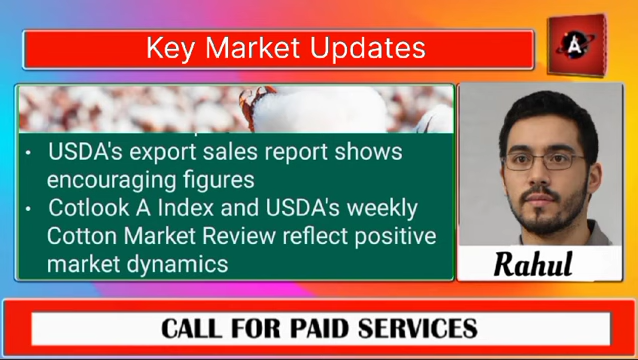 Key Market Updates
A
• USDA's export sales report shows
encouraging figures
• Cotlook A Index and USDA's weekly
Cotton Market Review reflect positive
market dynamics
Rahul
CALL FOR PAID SERVICES